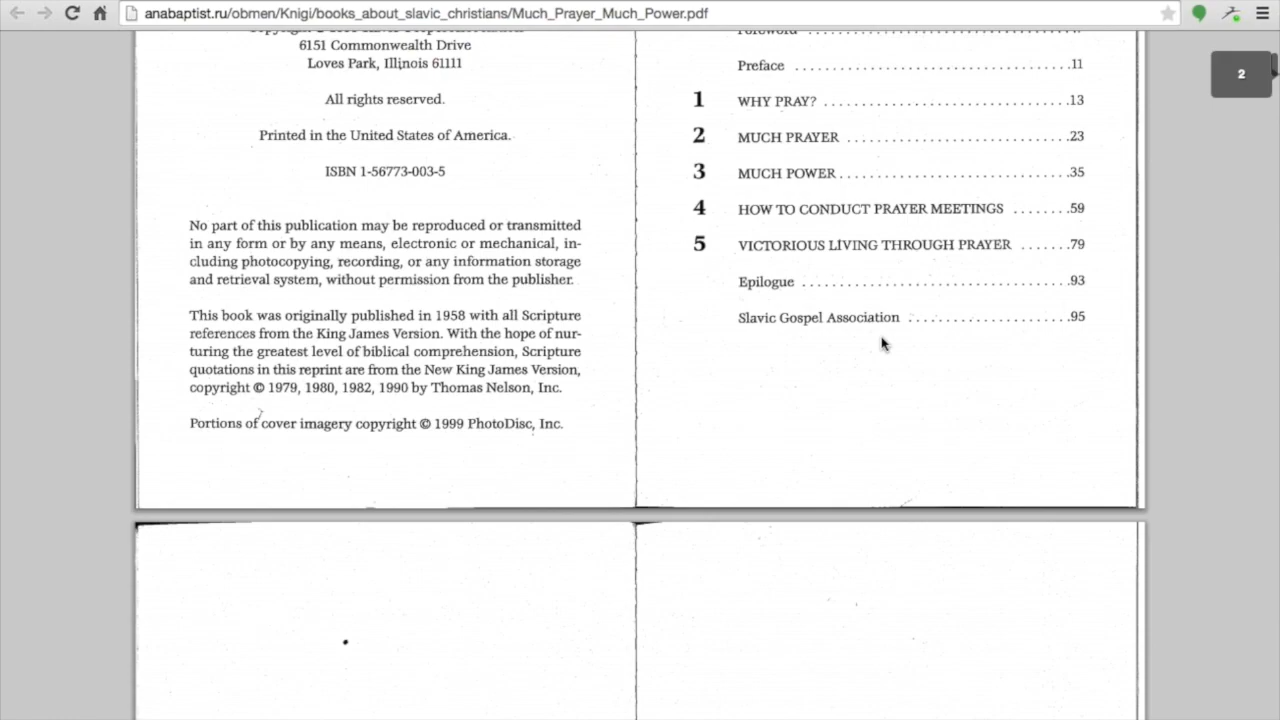 anabaptist.ru/obmen/Knigi/books_about_slavic_christians/Much_Prayer_Much_Power.pdf
6151 Commonwealth Drive
Loves Park, Illinois 61111
All rights reserved.
Printed in the United States of America.
ISBN 1-56773-003-5
No part of this publication may be reproduced or transmitted
in any form or by any means, electronic or mechanical, in-
cluding photocopying, recording, or any information storage
and retrieval system, without permission from the publisher.
This book was originally published in 1958 with all Scripture
references from the King James Version. With the hope of nur-
turing the greatest level of biblical comprehension, Scripture
quotations in this reprint are from the New King James Version,
copyright © 1979, 1980, 1982, 1990 by Thomas Nelson, Inc.
Portions of cover imagery copyright © 1999 PhotoDisc, Inc.
Foreword
Preface ........................................11
1 WHY PRAY? ...................................13
2 MUCH PRAYER ................................23
3 MUCH POWER.................................35
4 HOW TO CONDUCT PRAYER MEETINGS ........59
5 VICTORIOUS LIVING THROUGH PRAYER .......79
Epilogue .......................................93
Slavic Gospel Association .......................95
2